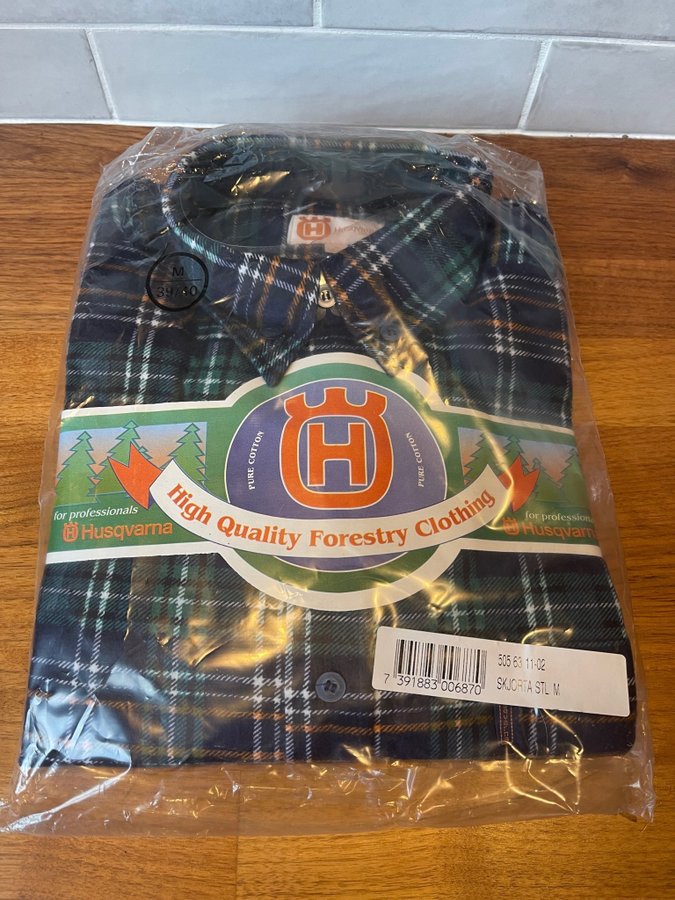 Husqvarna
M
39/40
PURE COTTON
H
PURE COTTON
High Quality Forestry Clothing
for professionals
Husqvarna
for professionals
Husqvarna
505 63 11-02
SKJORTA STL M
7 391883 006870